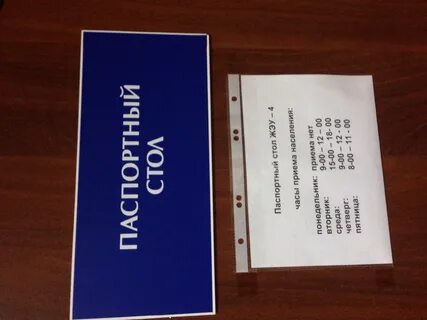 ПАСПОРТНЫЙ
СТОЛ
Паспортный стол ЖЭУ – 4
часы приема населения:
понедельник: приема нет
вторник: 9-00 – 12 – 00
среда: 15-00 – 18- 00
четверг: 9-00 – 12 - 00
пятница: 8-00 – 11 - 00